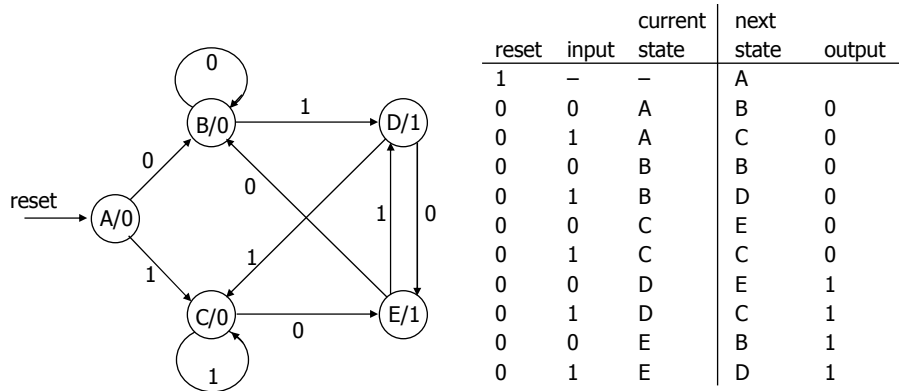 0
B/0
1
D/1
0
0
reset
A/0
1
0
1
1
C/0
0
E/1
1
current next
reset input state state output
1 – – A
0 0 A B 0
0 1 A C 0
0 0 B B 0
0 1 B D 0
0 0 C E 0
0 1 C C 0
0 0 D E 1
0 1 D C 1
0 0 E B 1
0 1 E D 1